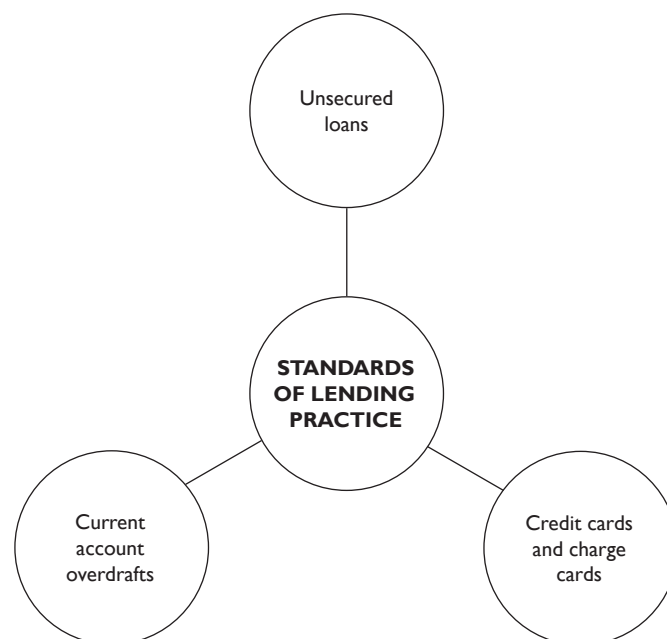 Unsecured
loans
STANDARDS
OF LENDING
PRACTICE
Current
account
overdrafts
Credit cards
and charge
cards